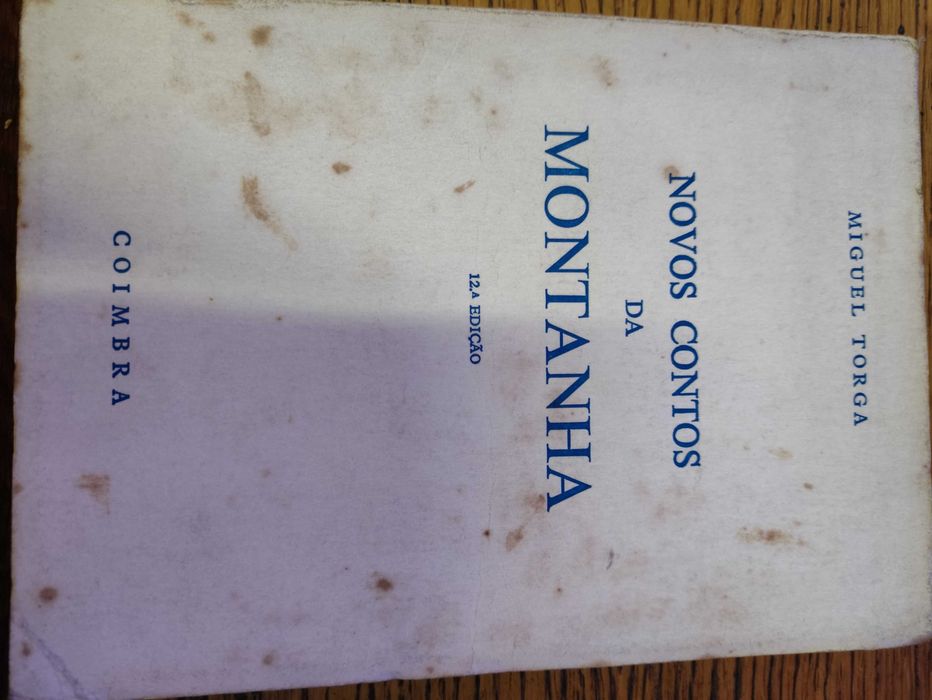 MIGUEL TORGA
NOVOS CONTOS
DA
MONTANHA
12.ª EDIÇÃO
COIMBRA